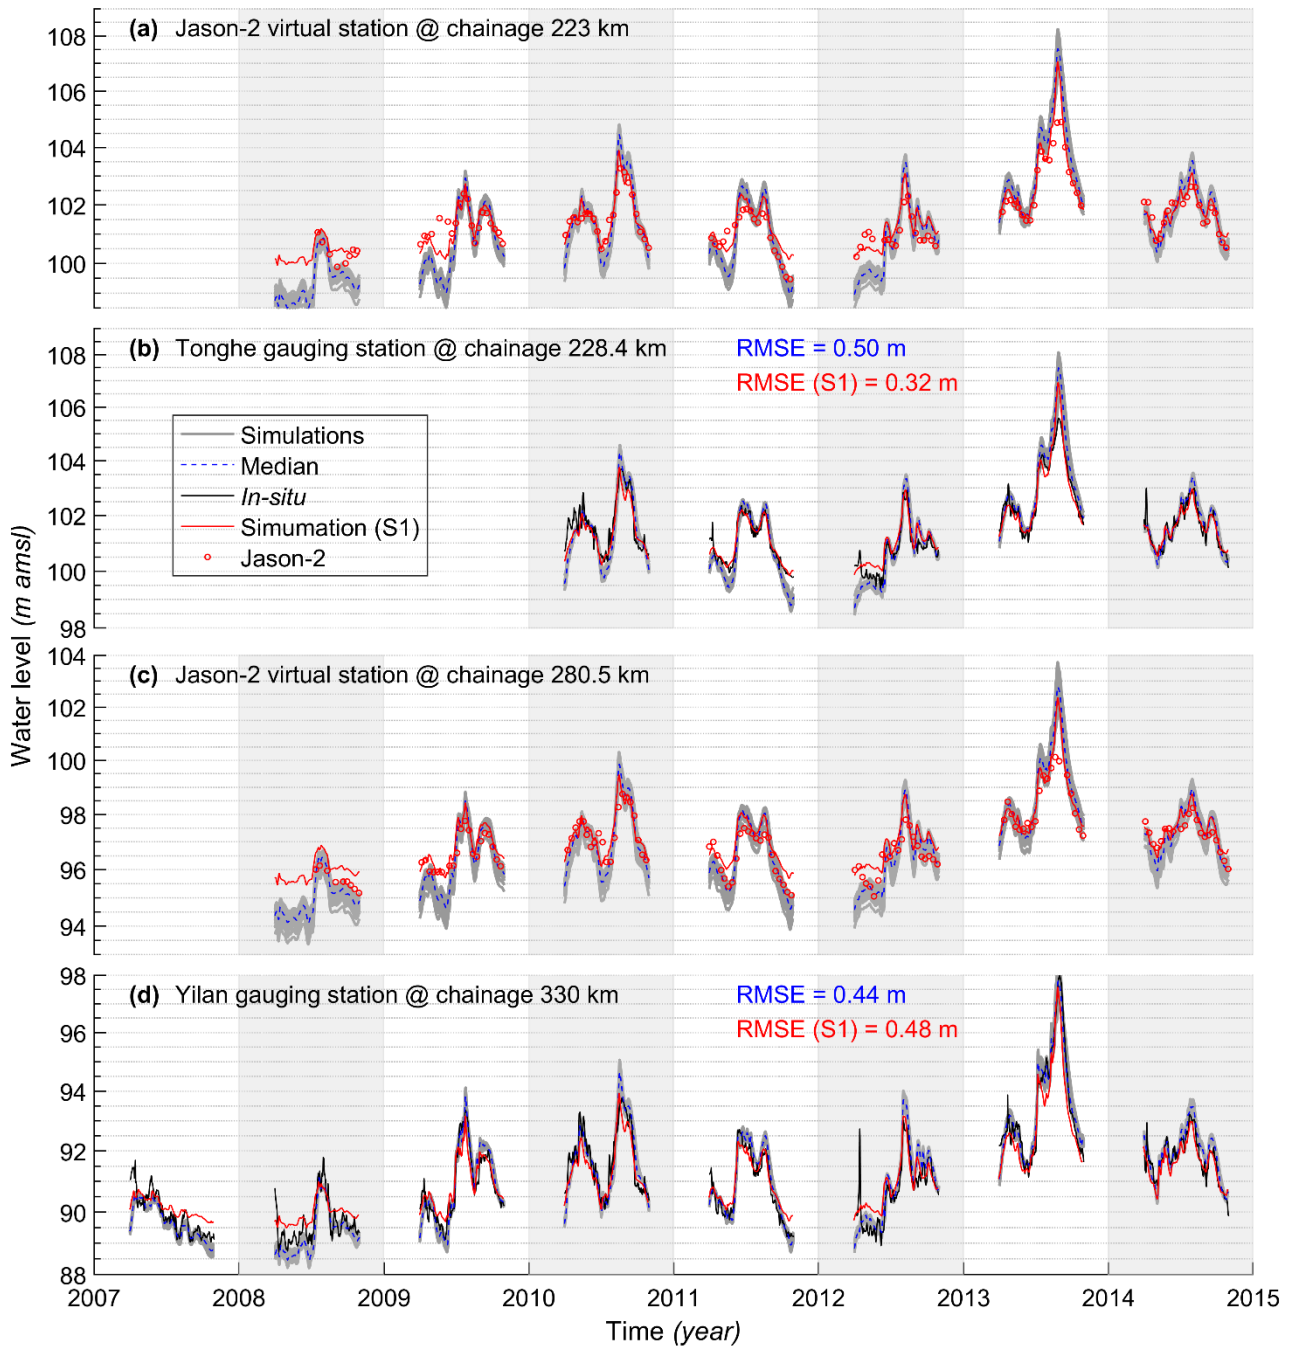 (a) Jason-2 virtual station @ chainage 223 km
108
106
104
102
100
(b) Tonghe gauging station @ chainage 228.4 km
RMSE = 0.50 m
RMSE (S1) = 0.32 m
108
106
104
102
100
98
Simulations
Median
In-situ
Simumation (S1)
Jason-2
Water level (m amsl)
(c) Jason-2 virtual station @ chainage 280.5 km
104
102
100
98
96
94
(d) Yilan gauging station @ chainage 330 km
RMSE = 0.44 m
RMSE (S1) = 0.48 m
98
96
94
92
90
88
2007 2008 2009 2010 2011 2012 2013 2014 2015
Time (year)